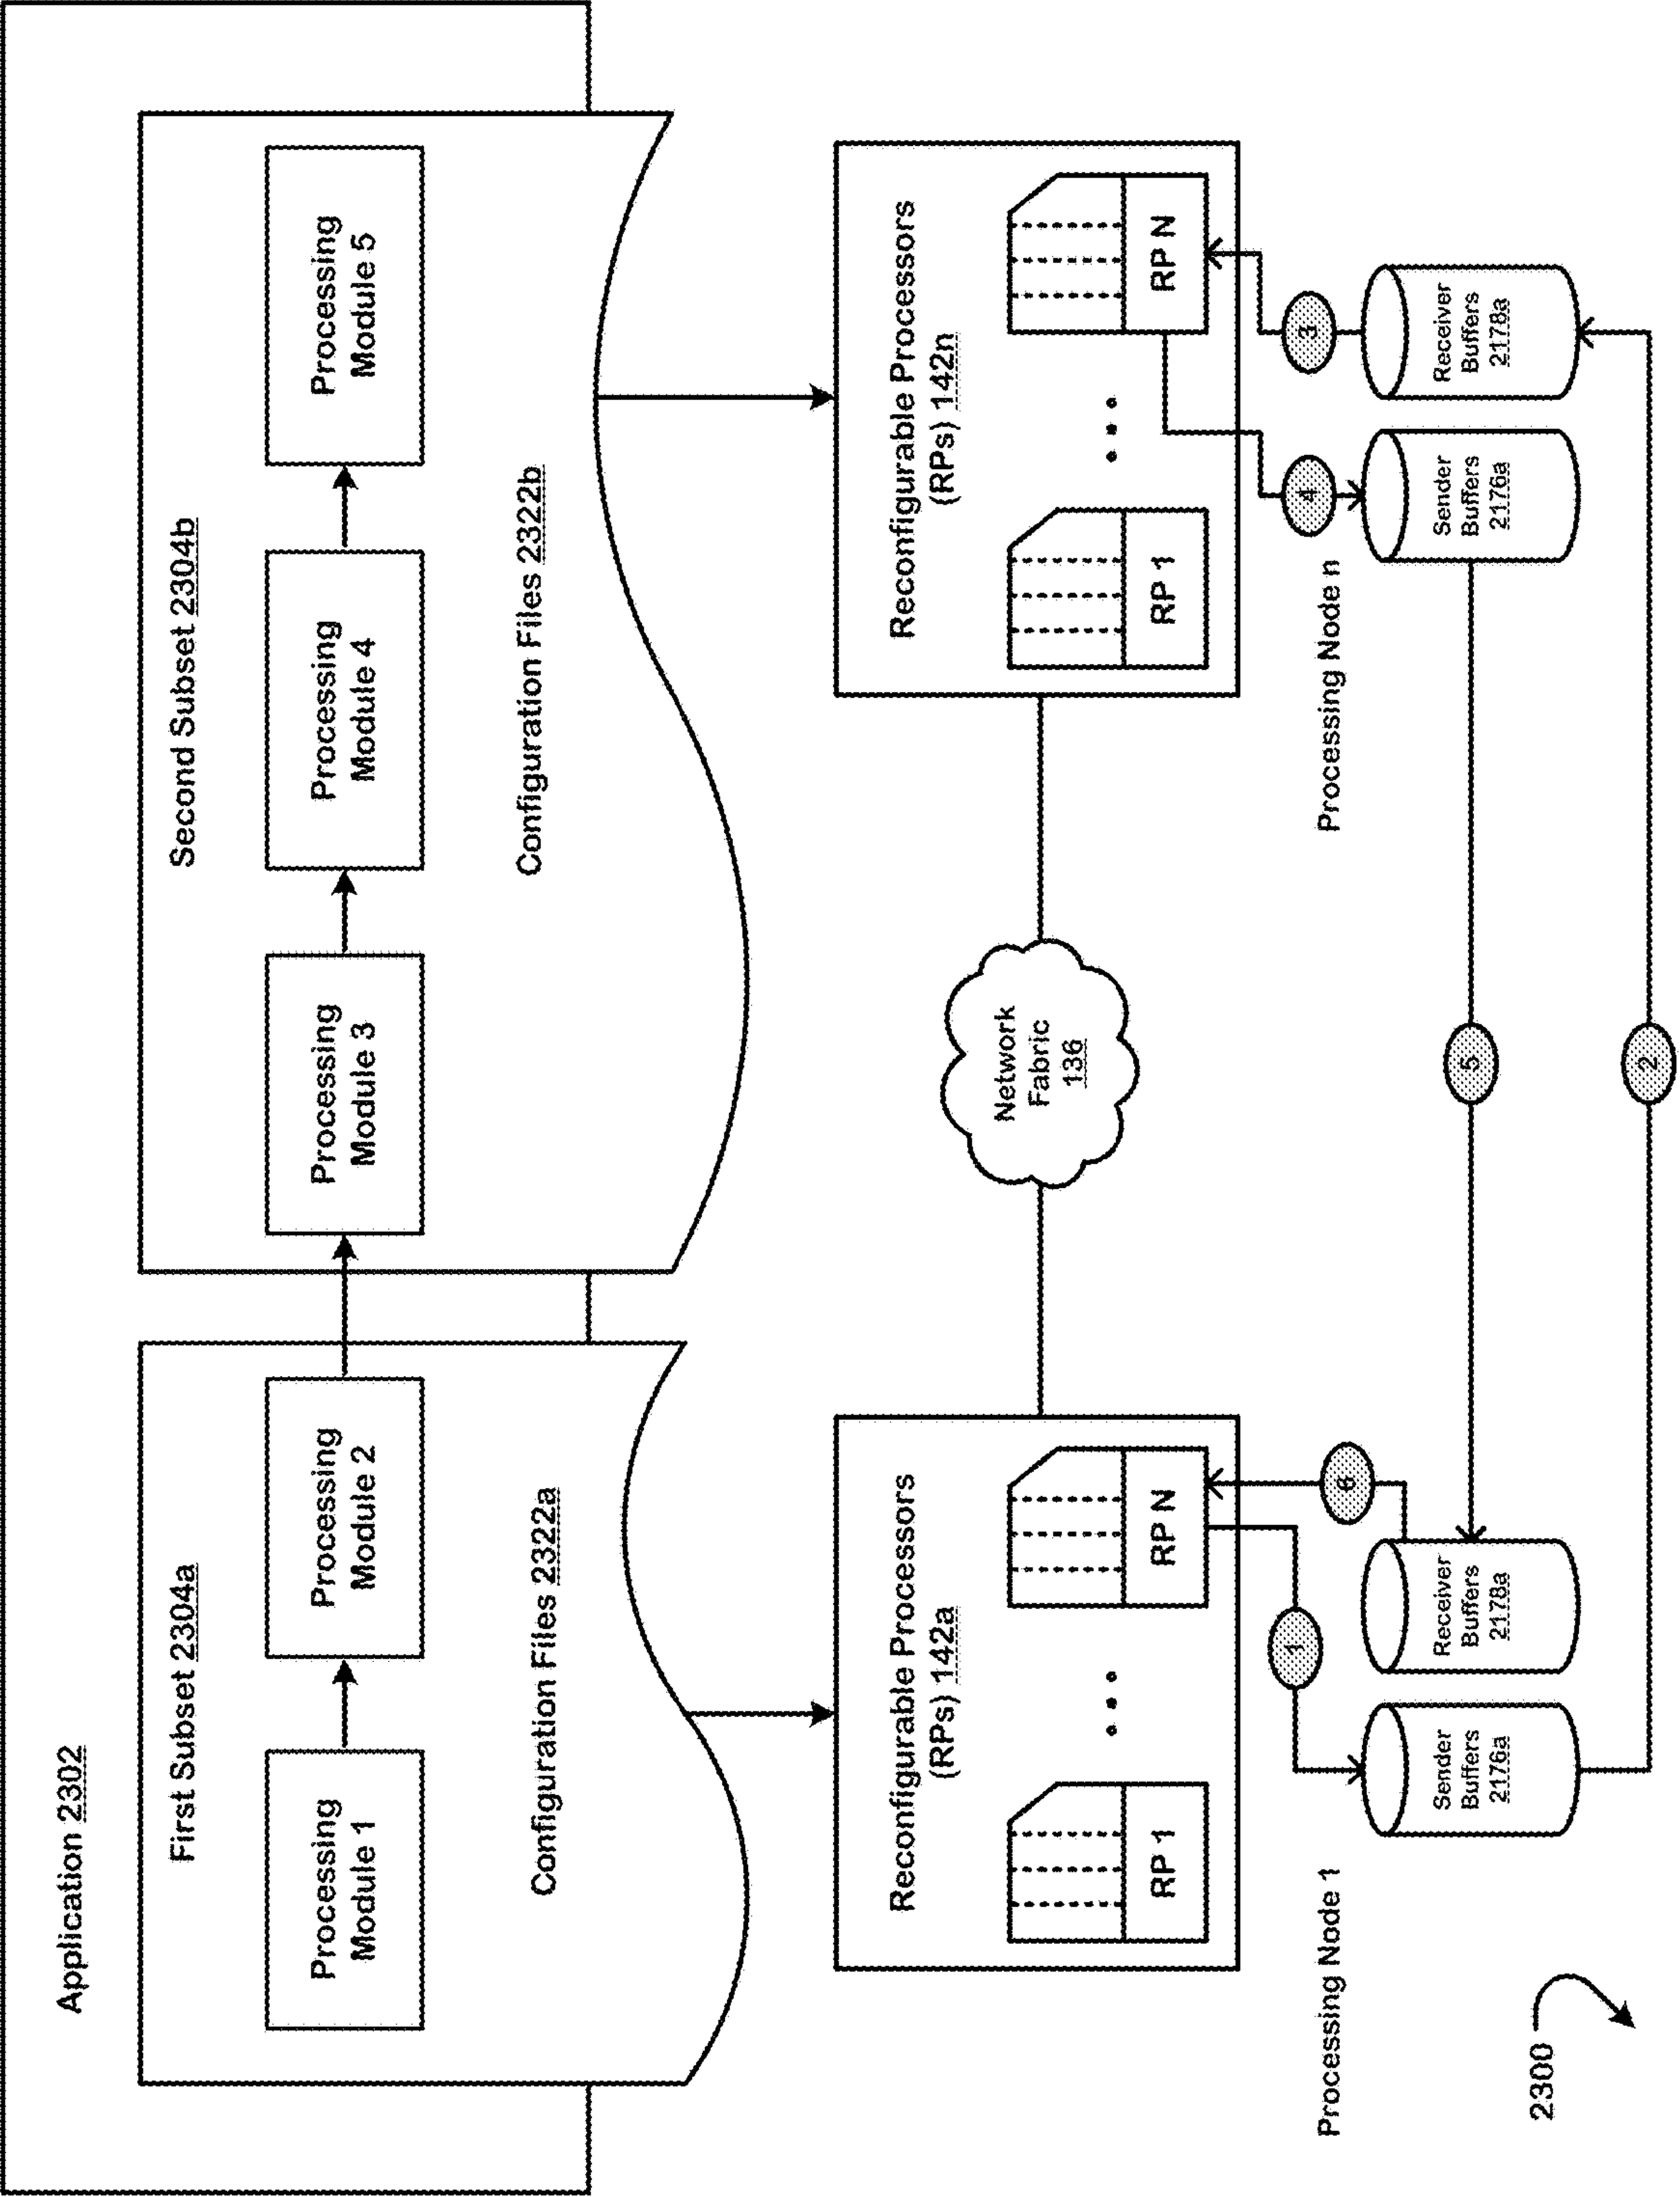 Application 2302
First Subset 2304a
Processing
Module 1
Processing
Module 2
Configuration Files 2322a
Second Subset 2304b
Processing
Module 3
Processing
Module 4
Processing
Module 5
Configuration Files 2322b
Reconfigurable Processors
(RPs) 142a
RP 1
• • •
RP N
Network
Fabric
136
Reconfigurable Processors
(RPs) 142n
RP 1
• • •
RP N
Processing Node 1
1
6
Sender
Buffers
2176a
Receiver
Buffers
2178a
Processing Node n
4
3
Sender
Buffers
2176a
Receiver
Buffers
2178a
5
2
2300